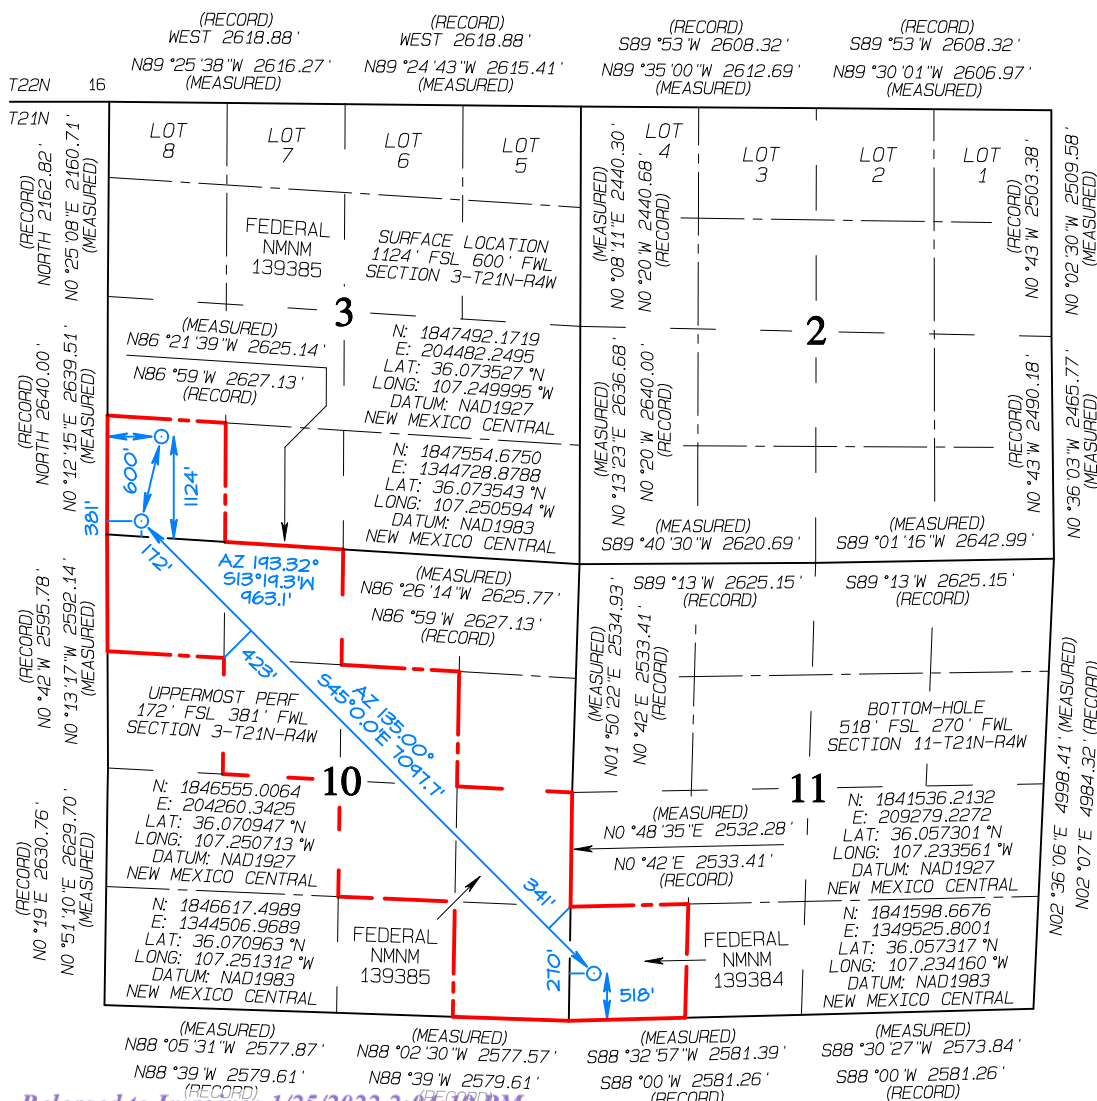 (RECORD)
WEST 2618.88'
N89°25'38"W 2616.27'
(MEASURED)
(RECORD)
WEST 2618.88'
N89°24'43"W 2615.41'
(MEASURED)
(RECORD)
S89°53'W 2608.32'
N89°35'00"W 2612.69'
(MEASURED)
(RECORD)
S89°53'W 2608.32'
N89°30'01"W 2606.97'
(MEASURED)
T22N
16
T21N
(RECORD)
NORTH 2162.82'
N0°25'08"E 2160.71'
(MEASURED)
LOT
8
LOT
7
LOT
6
LOT
5
LOT
4
LOT
3
LOT
2
LOT
1
(MEASURED)
N0°08'11"E 2440.30'
N0°20'W 2440.68'
(RECORD)
(RECORD)
N0°43'W 2503.38'
N0°02'30"W 2509.58'
(MEASURED)
FEDERAL
NMNM
139385
SURFACE LOCATION
1124' FSL 600' FWL
SECTION 3-T21N-R4W
3
2
(MEASURED)
N86°21'39"W 2625.14'
N86°59'W 2627.13'
(RECORD)
N: 1847492.1719
E: 204482.2495
LAT: 36.073527°N
LONG: 107.249995°W
DATUM: NAD1927
NEW MEXICO CENTRAL
(RECORD)
NORTH 2640.00'
N0°12'15"E 2639.51'
(MEASURED)
(MEASURED)
N0°13'23"E 2636.68'
N0°20'W 2640.00'
(RECORD)
(RECORD)
N0°43'W 2490.18'
N0°36'03"W 2465.77'
(MEASURED)
N: 1847554.6750
E: 1344728.8788
LAT: 36.073543°N
LONG: 107.250594°W
DATUM: NAD1983
NEW MEXICO CENTRAL
600'
1124'
381'
172'
(MEASURED)
S89°40'30"W 2620.69'
(MEASURED)
S89°01'16"W 2642.99'
AZ 193.32°
S13°19.3'W
963.1'
(MEASURED)
N86°26'14"W 2625.77'
N86°59'W 2627.13'
(RECORD)
S89°13'W 2625.15'
(RECORD)
S89°13'W 2625.15'
(RECORD)
(RECORD)
N0°42'W 2595.78'
N0°13'17"W 2592.14'
(MEASURED)
(MEASURED)
N01°50'22"E 2534.93'
N0°42'E 2533.41'
(RECORD)
423'
AZ 135.00°
S45°0.0'E 7097.7'
UPPERMOST PERF
172' FSL 381' FWL
SECTION 3-T21N-R4W
BOTTOM-HOLE
518' FSL 270' FWL
SECTION 11-T21N-R4W
N02°36'06"E 4998.41' (MEASURED)
N02°07'E 4984.32' (RECORD)
10
11
N: 1846555.0064
E: 204260.3425
LAT: 36.070947°N
LONG: 107.250713°W
DATUM: NAD1927
NEW MEXICO CENTRAL
(MEASURED)
N0°48'35"E 2532.28'
N0°42'E 2533.41'
(RECORD)
N: 1841536.2132
E: 209279.2272
LAT: 36.057301°N
LONG: 107.233561°W
DATUM: NAD1927
NEW MEXICO CENTRAL
(RECORD)
N0°19'E 2630.76'
N0°51'10"E 2629.70'
(MEASURED)
N: 1846617.4989
E: 1344506.9689
LAT: 36.070963°N
LONG: 107.251312°W
DATUM: NAD1983
NEW MEXICO CENTRAL
FEDERAL
NMNM
139385
341'
270'
518'
FEDERAL
NMNM
139384
N: 1841598.6676
E: 1349525.8001
LAT: 36.057317°N
LONG: 107.234160°W
DATUM: NAD1983
NEW MEXICO CENTRAL
(MEASURED)
N88°05'31"W 2577.87'
N88°39'W 2579.61'
(RECORD)
(MEASURED)
N88°02'30"W 2577.57'
N88°39'W 2579.61'
(RECORD)
(MEASURED)
S88°32'57"W 2581.39'
S88°00'W 2581.26'
(RECORD)
(MEASURED)
S88°30'27"W 2573.84'
S88°00'W 2581.26'
(RECORD)